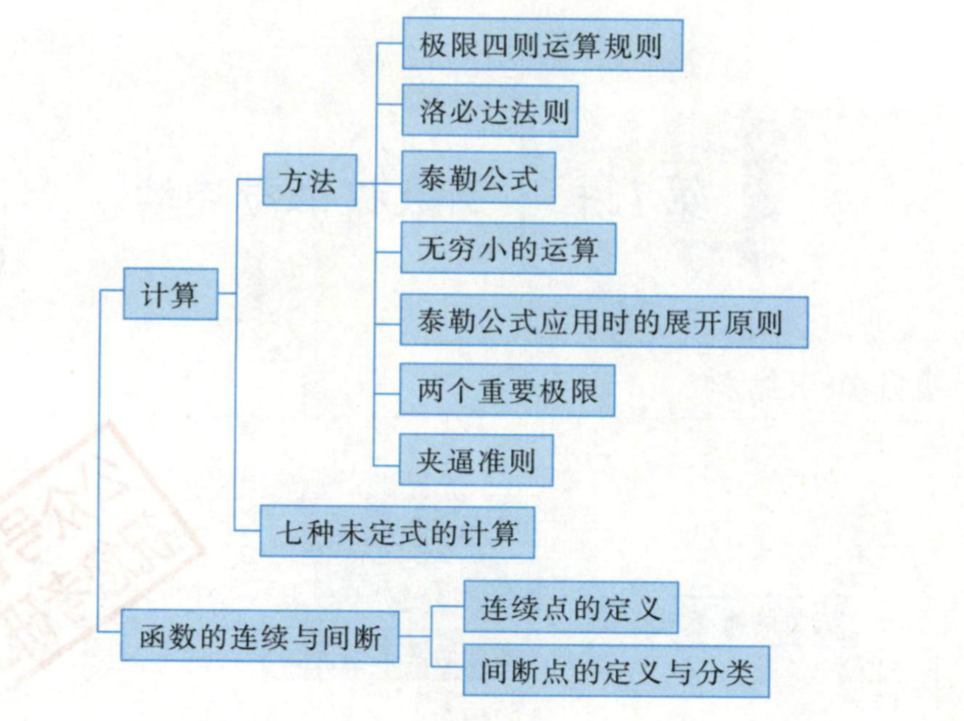 极限四则运算规则
洛必达法则
方法
泰勒公式
无穷小的运算
计算
泰勒公式应用时的展开原则
两个重要极限
夹逼准则
七种未定式的计算
函数的连续与间断
连续点的定义
间断点的定义与分类